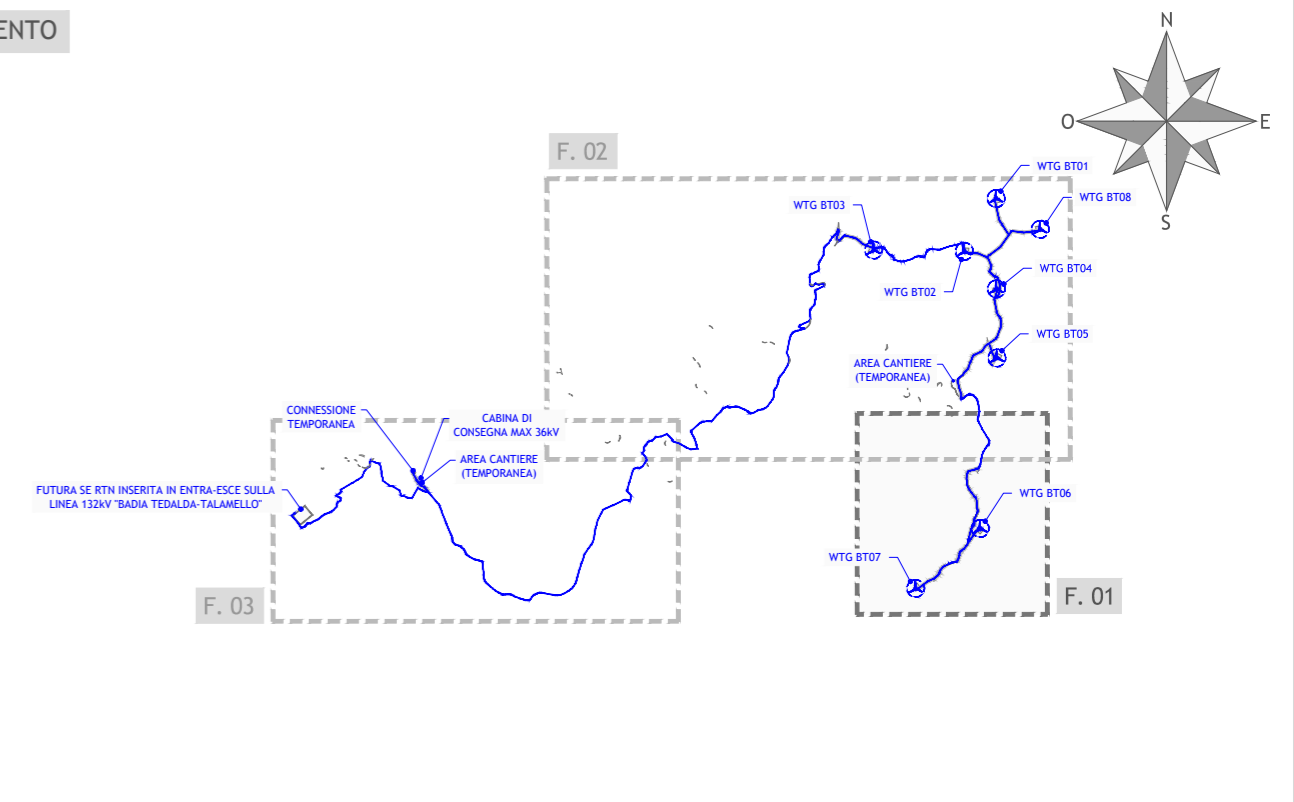 ENTO
N
O
E
S
F. 02
WTG BT01
WTG BT08
WTG BT03
WTG BT04
WTG BT02
WTG BT05
AREA CANTIERE
(TEMPORANEA)
CONNESSIONE
TEMPORANEA
CABINA DI
CONSEGNA MAX 36kV
AREA CANTIERE
(TEMPORANEA)
FUTURA SE RTN INSERITA IN ENTRA-ESCE SULLA
LINEA 132kV "BADIA TEDALDA-TALAMELLO"
WTG BT06
WTG BT07
F. 03
F. 01